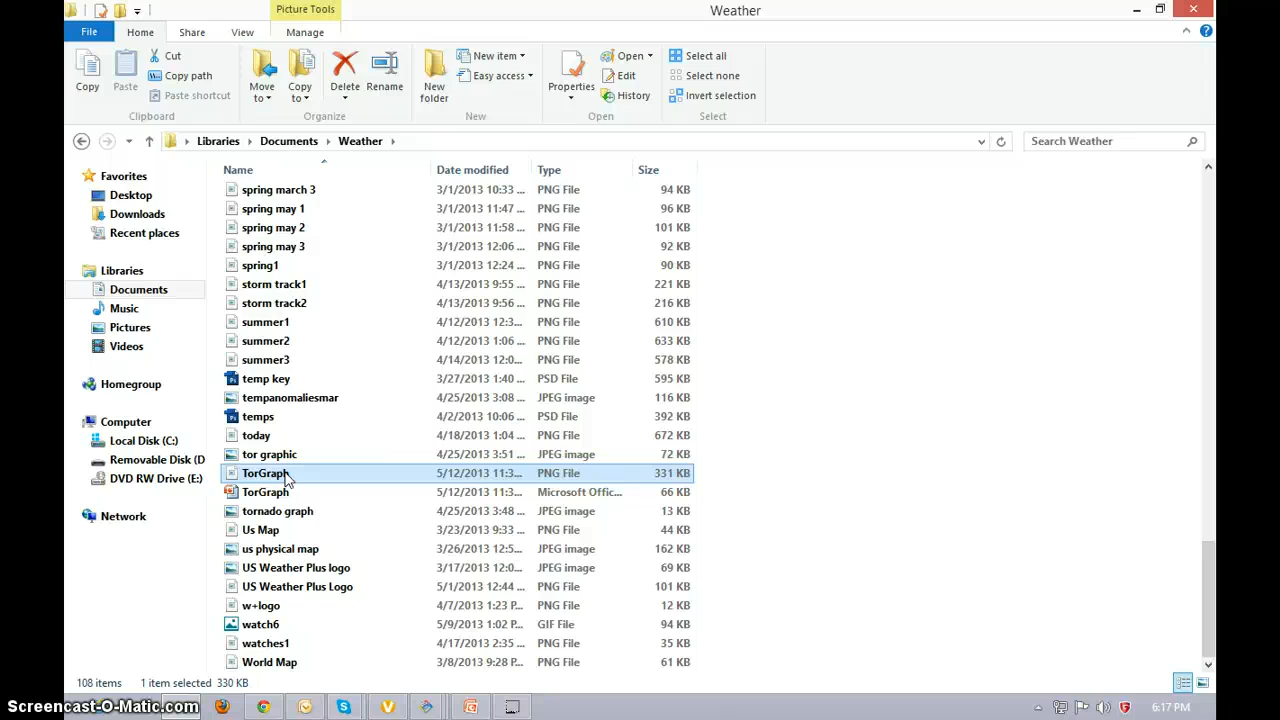 Picture Tools
Weather
File Home Share View Manage
Copy
Paste
Cut
Copy path
Paste shortcut
Clipboard
Move to
Copy to
Delete
Rename
Organize
New folder
New item
Easy access
New
Properties
Open
Edit
History
Open
Select all
Select none
Invert selection
Select
Libraries Documents Weather
Search Weather
Favorites
Desktop
Downloads
Recent places
Libraries
Documents
Music
Pictures
Videos
Homegroup
Computer
Local Disk (C:)
Removable Disk (D
DVD RW Drive (E:)
Network
Name Date modified Type Size
spring march 3 3/1/2013 10:33 ... PNG File 94 KB
spring may 1 3/1/2013 11:47 ... PNG File 96 KB
spring may 2 3/1/2013 11:58 ... PNG File 101 KB
spring may 3 3/1/2013 12:06 ... PNG File 92 KB
spring1 3/1/2013 12:24 ... PNG File 90 KB
storm track1 4/13/2013 9:55 ... PNG File 221 KB
storm track2 4/13/2013 9:56 ... PNG File 216 KB
summer1 4/12/2013 12:3... PNG File 610 KB
summer2 4/12/2013 1:06 ... PNG File 633 KB
summer3 4/14/2013 12:0... PNG File 578 KB
temp key 3/27/2013 1:40 ... PSD File 595 KB
tempanomaliesmar 4/25/2013 3:08 ... JPEG image 116 KB
temps 4/2/2013 10:06 ... PSD File 392 KB
today 4/18/2013 1:04 ... PNG File 672 KB
tor graphic 4/25/2013 3:51 ... JPEG image 72 KB
TorGraph 5/12/2013 11:3... PNG File 331 KB
TorGraph 5/12/2013 11:3... Microsoft Offic... 66 KB
tornado graph 4/25/2013 3:48 ... JPEG image 13 KB
Us Map 3/23/2013 9:33 ... PNG File 44 KB
us physical map 3/26/2013 12:5... JPEG image 162 KB
US Weather Plus logo 3/17/2013 12:0... JPEG image 69 KB
US Weather Plus Logo 5/1/2013 12:44 ... PNG File 101 KB
w+logo 4/7/2013 1:23 P... PNG File 12 KB
watch6 5/9/2013 1:02 P... GIF File 94 KB
watches1 4/17/2013 2:35 ... PNG File 35 KB
World Map 3/8/2013 9:28 P... PNG File 61 KB
108 items 1 item selected 330 KB
Screencast-O-Matic.com
6:17 PM